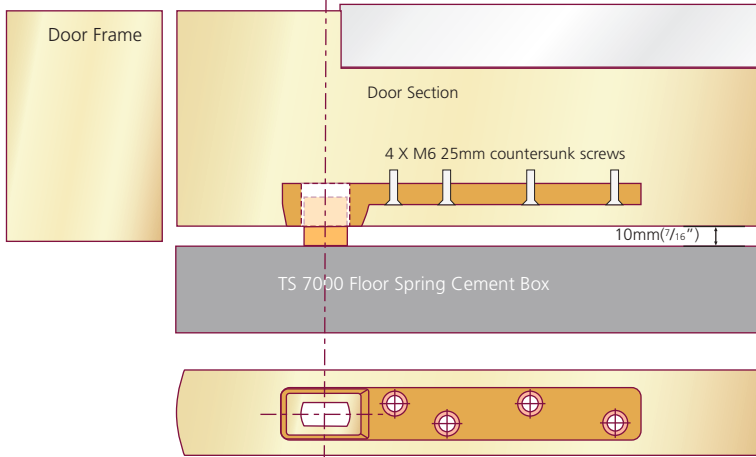 Door Frame
Door Section
4 X M6 25mm countersunk screws
10mm(7/16")
TS 7000 Floor Spring Cement Box